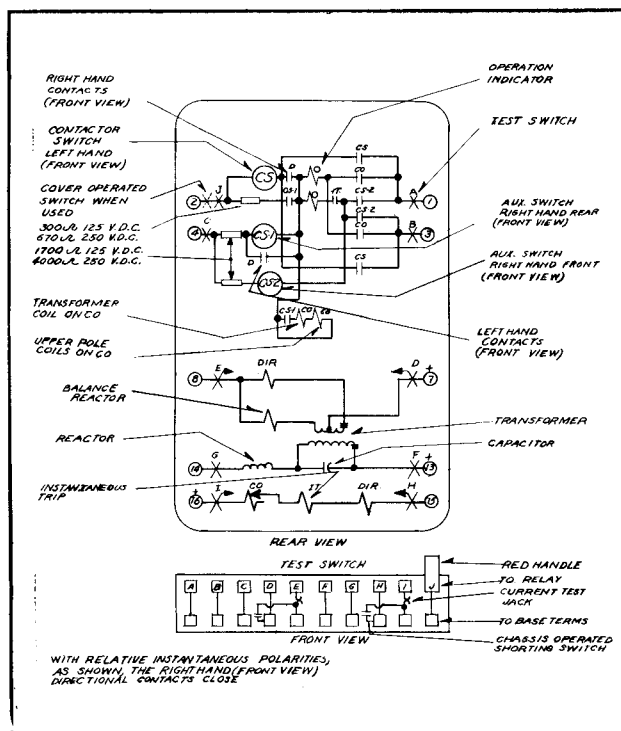 RIGHT HAND
CONTACTS
(FRONT VIEW)
OPERATION
INDICATOR
CONTACTOR
SWITCH
LEFT HAND
(FRONT VIEW)
TEST SWITCH
COVER OPERATED
SWITCH WHEN
USED
300Ω 125 V.D.C.
670Ω 250 V.D.C.
1700Ω 125 V.D.C.
4000Ω 250 V.D.C.
AUX. SWITCH
RIGHT HAND REAR
(FRONT VIEW)
AUX. SWITCH
RIGHT HAND FRONT
(FRONT VIEW)
TRANSFORMER
COIL ON CO
UPPER POLE
COILS ON CO
LEFT HAND
CONTACTS
(FRONT VIEW)
CS
D
O
CS
CO
2
J
CS-1
O
IT
CS-2
A
1
CS-2
4
C
CS-1
CO
B
3
D
CS
CS2
CS-1
CO
CO
8
E
DIR
D
+
7
BALANCE
REACTOR
TRANSFORMER
REACTOR
CAPACITOR
14
G
F
+
13
INSTANTANEOUS
TRIP
+
16
I
CO
IT
DIR
H
15
REAR VIEW
TEST SWITCH
RED HANDLE
A B C D E F G H I J
TO RELAY
CURRENT TEST
JACK
TO BASE TERMS
FRONT VIEW
CHASSIS OPERATED
SHORTING SWITCH
WITH RELATIVE INSTANTANEOUS POLARITIES,
AS SHOWN, THE RIGHT HAND (FRONT VIEW)
DIRECTIONAL CONTACTS CLOSE